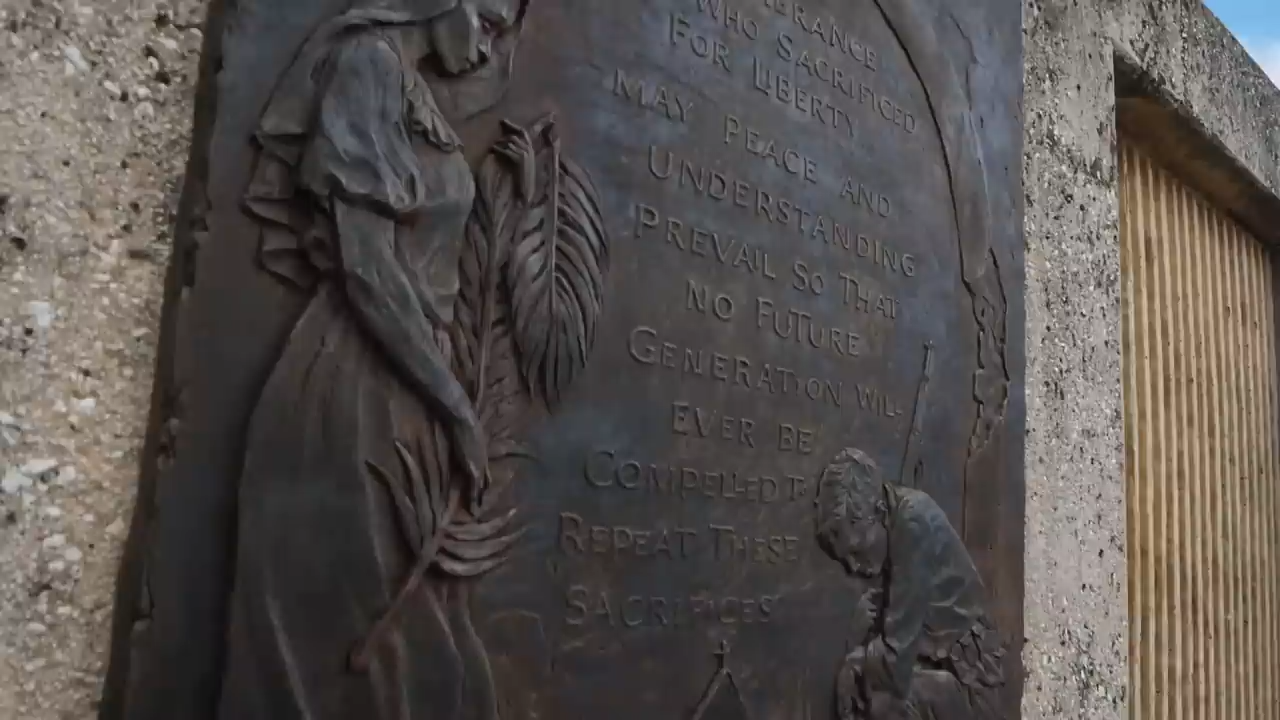 WHO SACRIFICED
FOR LIBERTY
MAY PEACE AND
UNDERSTANDING
PREVAIL SO THAT
NO FUTURE
GENERATION WILL
EVER BE
COMPELLED TO
REPEAT THESE
SACRIFICES